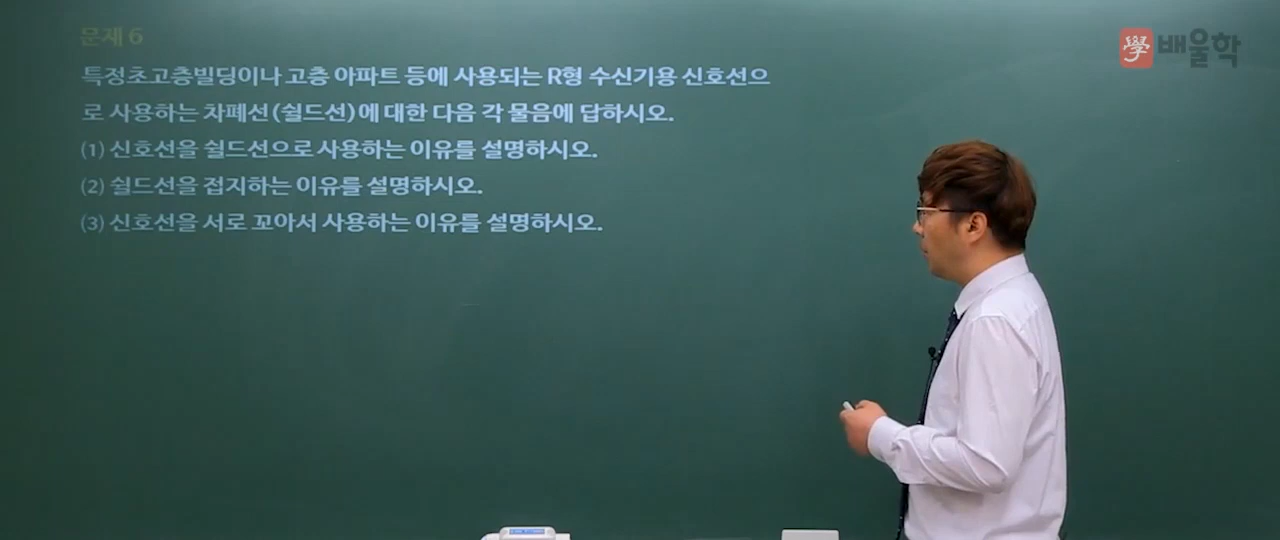 문제 6
學 배울학
특정초고층빌딩이나 고층 아파트 등에 사용되는 R형 수신기용 신호선으
로 사용하는 차폐선(쉴드선)에 대한 다음 각 물음에 답하시오.
(1) 신호선을 쉴드선으로 사용하는 이유를 설명하시오.
(2) 쉴드선을 접지하는 이유를 설명하시오.
(3) 신호선을 서로 꼬아서 사용하는 이유를 설명하시오.